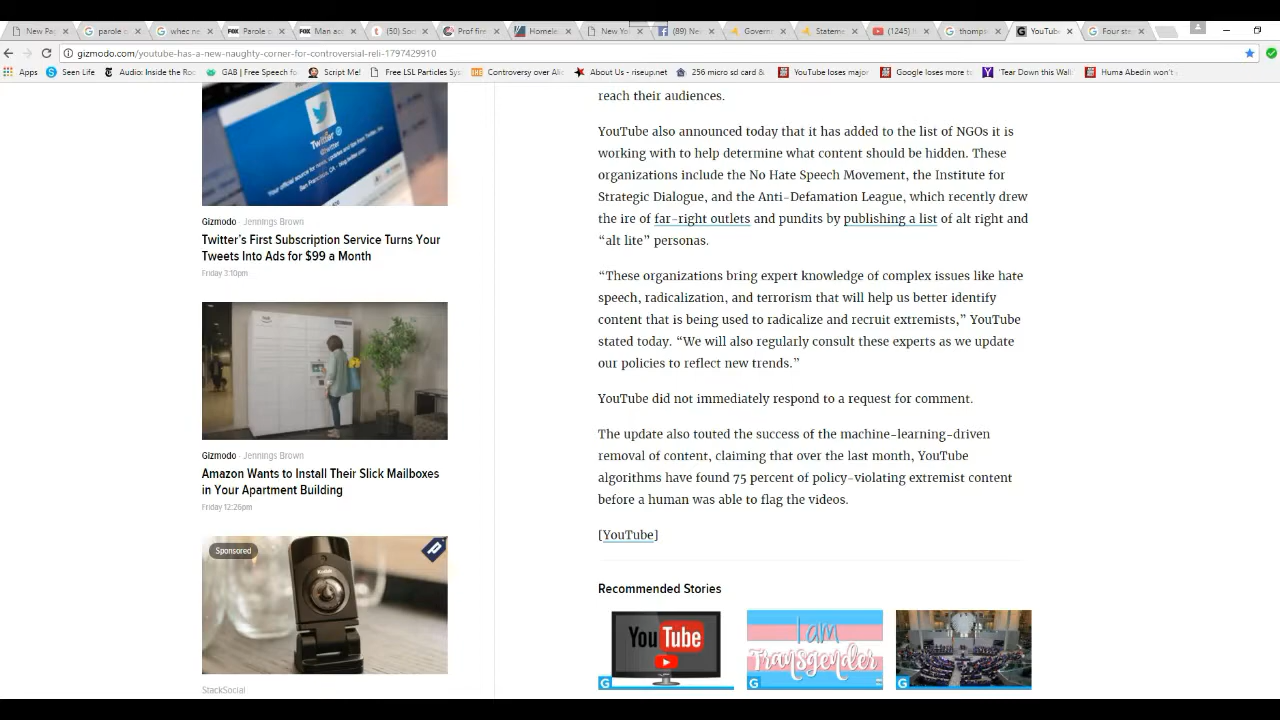 New Pa
parole o
whec ne
Parole o
Man acc
(50) Soci
Prof fire
Homele
New Yo
(89) Ne
Governo
Stateme
(1245)
thomps
YouTube
Four ste
gizmodo.com/youtube-has-a-new-naughty-corner-for-controversial-reli-1797429910
Apps
Seen Life
Audio: Inside the Roc
GAB | Free Speech fo
Script Me!
Free LSL Particles Sys
Controversy over Ali
About Us - riseup.net
256 micro sd card &
YouTube loses major
Google loses more to
'Tear Down this Wall
Huma Abedin won't
reach their audiences.
YouTube also announced today that it has added to the list of NGOs it is
working with to help determine what content should be hidden. These
organizations include the No Hate Speech Movement, the Institute for
Strategic Dialogue, and the Anti-Defamation League, which recently drew
the ire of far-right outlets and pundits by publishing a list of alt right and
“alt lite” personas.
“These organizations bring expert knowledge of complex issues like hate
speech, radicalization, and terrorism that will help us better identify
content that is being used to radicalize and recruit extremists,” YouTube
stated today. “We will also regularly consult these experts as we update
our policies to reflect new trends.”
YouTube did not immediately respond to a request for comment.
The update also touted the success of the machine-learning-driven
removal of content, claiming that over the last month, YouTube
algorithms have found 75 percent of policy-violating extremist content
before a human was able to flag the videos.
[YouTube]
Recommended Stories
YouTube
I am
Transgender
Twitter
Gizmodo · Jennings Brown
Twitter's First Subscription Service Turns Your
Tweets Into Ads for $99 a Month
Friday 3:10pm
Gizmodo · Jennings Brown
Amazon Wants to Install Their Slick Mailboxes
in Your Apartment Building
Friday 12:26pm
Sponsored
StackSocial